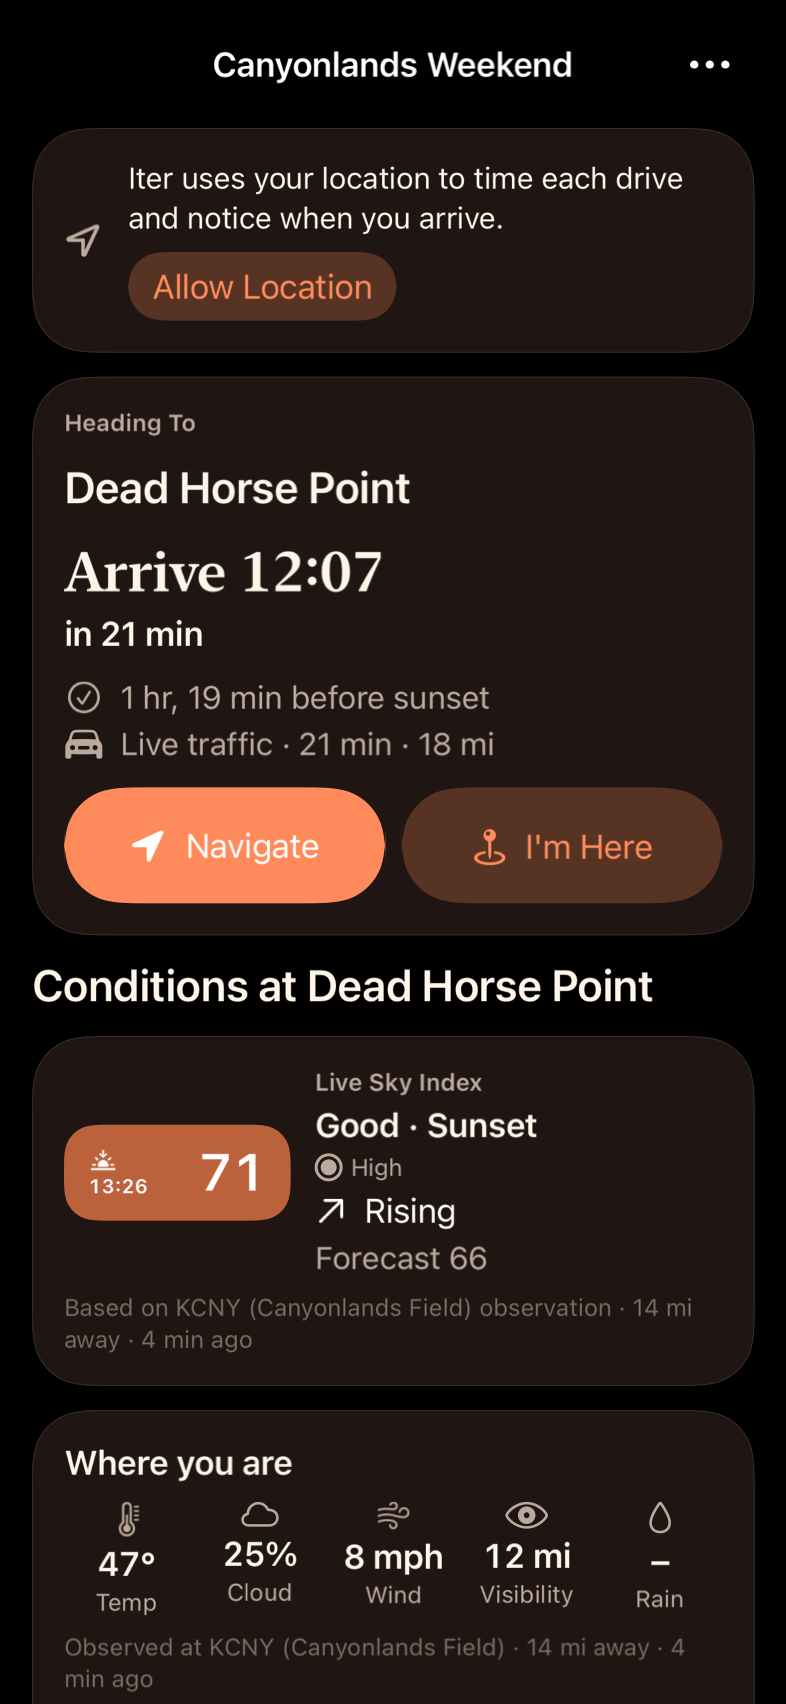 Canyonlands Weekend
Iter uses your location to time each drive
and notice when you arrive.
Allow Location
Heading To
Dead Horse Point
Arrive 12:07
in 21 min
1 hr, 19 min before sunset
Live traffic · 21 min · 18 mi
Navigate
I'm Here
Conditions at Dead Horse Point
Live Sky Index
Good · Sunset
High
Rising
Forecast 66
13:26
71
Based on KCNY (Canyonlands Field) observation · 14 mi
away · 4 min ago
Where you are
47° 25% 8 mph 12 mi –
Temp Cloud Wind Visibility Rain
Observed at KCNY (Canyonlands Field) · 14 mi away · 4
min ago